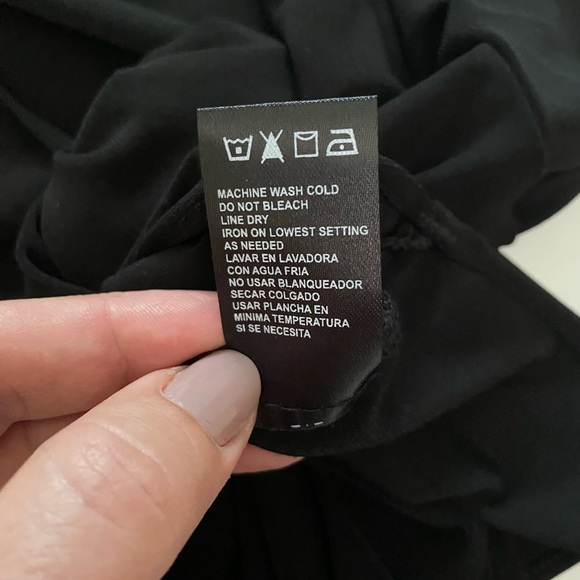 MACHINE WASH COLD
DO NOT BLEACH
LINE DRY
IRON ON LOWEST SETTING
AS NEEDED
LAVAR EN LAVADORA
CON AGUA FRIA
NO USAR BLANQUEADOR
SECAR COLGADO
USAR PLANCHA EN
MINIMA TEMPERATURA
SI SE NECESITA